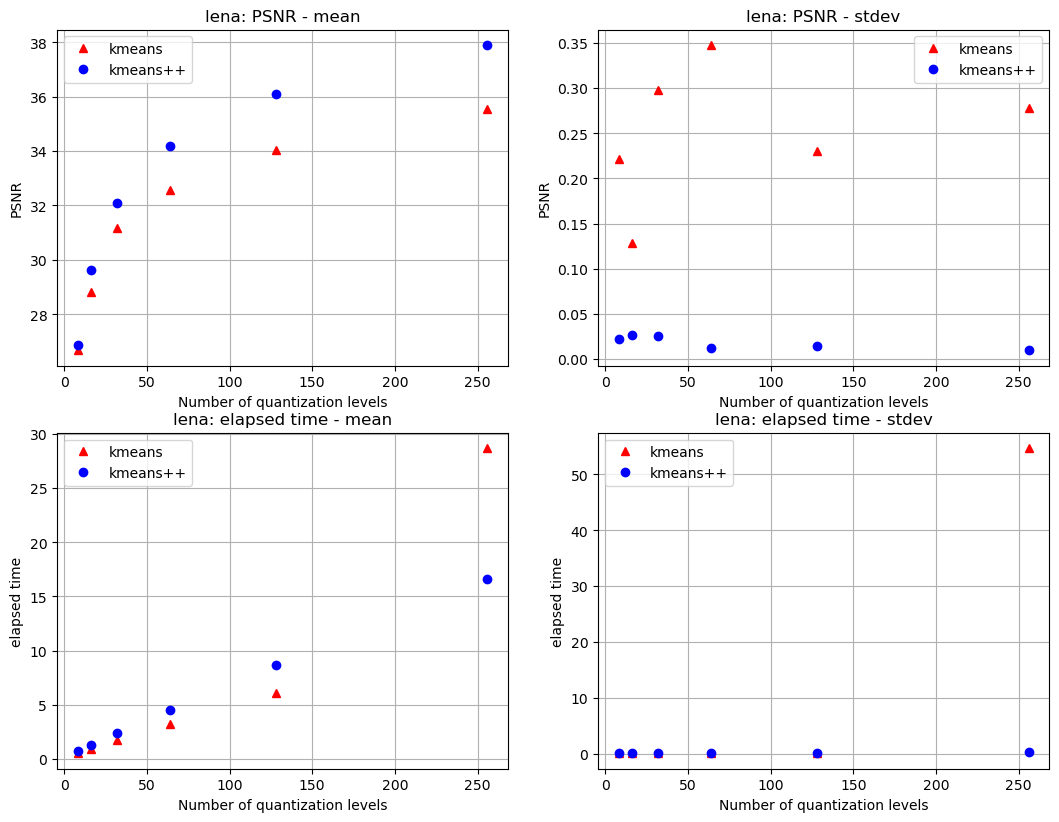 lena: PSNR - mean
kmeans
kmeans++
38
36
34
32
30
28
PSNR
0 50 100 150 200 250
Number of quantization levels
lena: PSNR - stdev
kmeans
kmeans++
0.35
0.30
0.25
0.20
0.15
0.10
0.05
0.00
PSNR
0 50 100 150 200 250
Number of quantization levels
lena: elapsed time - mean
kmeans
kmeans++
30
25
20
15
10
5
0
elapsed time
0 50 100 150 200 250
Number of quantization levels
lena: elapsed time - stdev
kmeans
kmeans++
50
40
30
20
10
0
elapsed time
0 50 100 150 200 250
Number of quantization levels